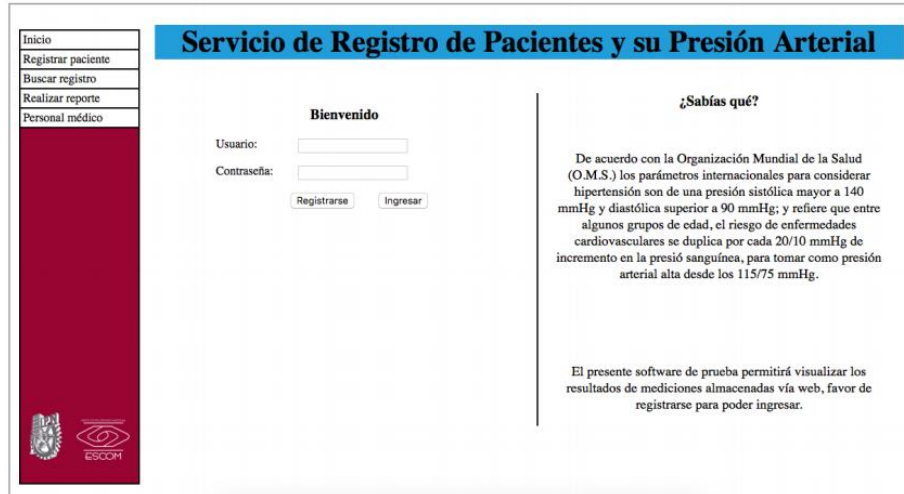 Servicio de Registro de Pacientes y su Presión Arterial
Inicio
Registrar paciente
Buscar registro
Realizar reporte
Personal médico
Bienvenido
Usuario:
Contraseña:
Registrarse
Ingresar
¿Sabías qué?
De acuerdo con la Organización Mundial de la Salud
(O.M.S.) los parámetros internacionales para considerar
hipertensión son de una presión sistólica mayor a 140
mmHg y diastólica superior a 90 mmHg; y refiere que entre
algunos grupos de edad, el riesgo de enfermedades
cardiovasculares se duplica por cada 20/10 mmHg de
incremento en la presió sanguínea, para tomar como presión
arterial alta desde los 115/75 mmHg.
El presente software de prueba permitirá visualizar los
resultados de mediciones almacenadas vía web, favor de
registrarse para poder ingresar.
ESCOM